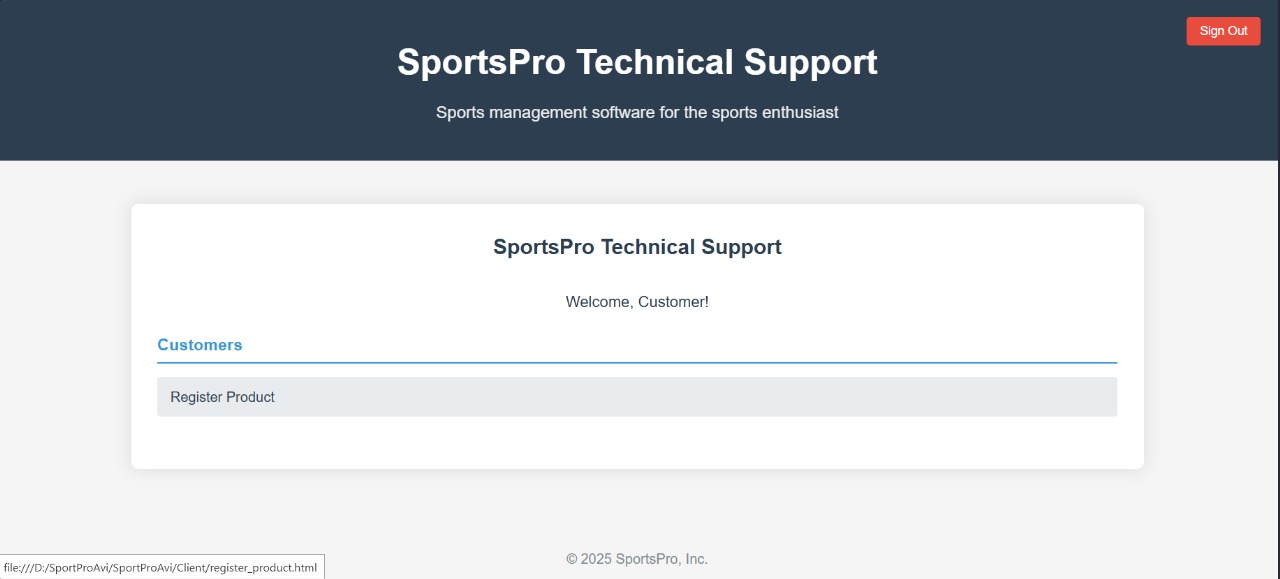 Sign Out
SportsPro Technical Support
Sports management software for the sports enthusiast
SportsPro Technical Support
Welcome, Customer!
Customers
Register Product
© 2025 SportsPro, Inc.
file:///D:/SportProAvi/SportProAvi/Client/register_product.html